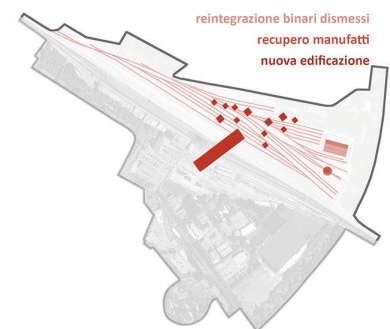 reintegrazione binari dismessi
recupero manufatti
nuova edificazione